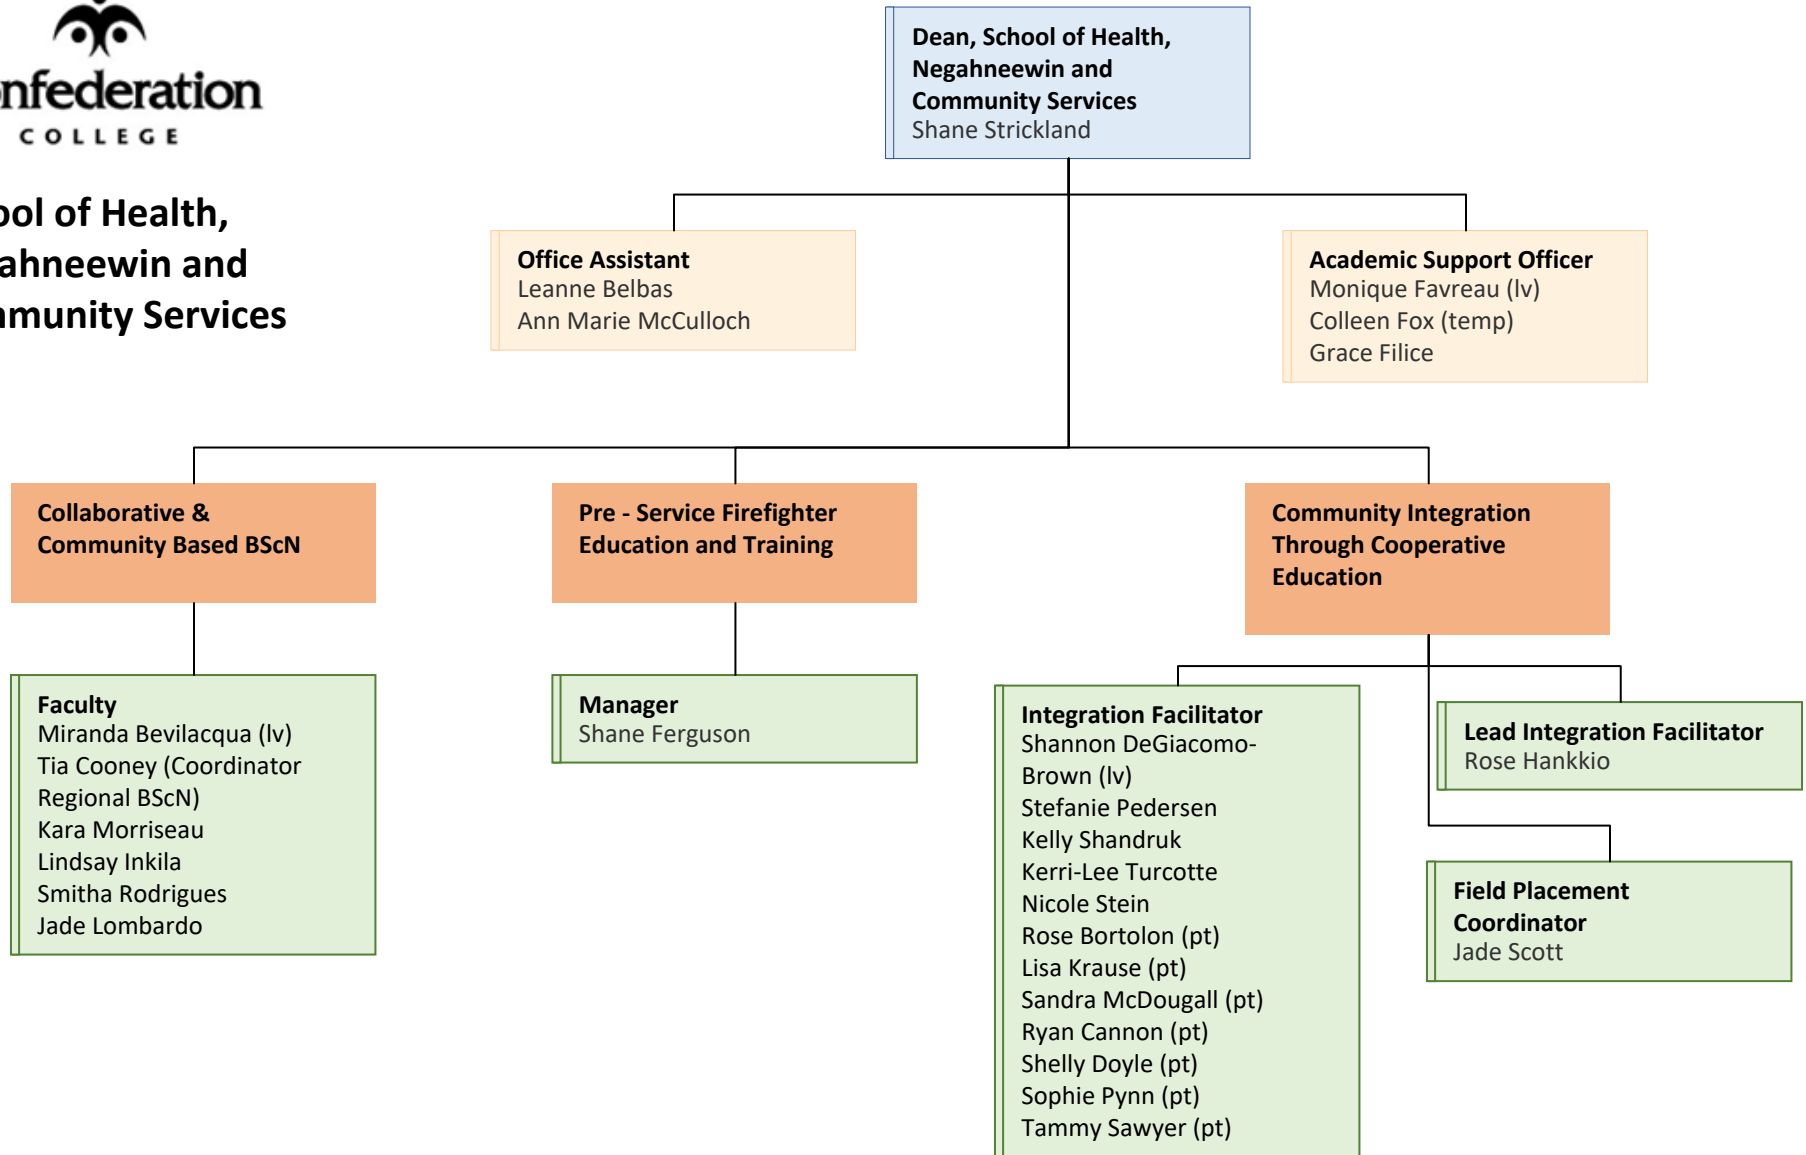 nfederation
COLLEGE
ool of Health,
ahneewin and
munity Services
Dean, School of Health,
Negahneewin and
Community Services
Shane Strickland
Office Assistant
Leanne Belbas
Ann Marie McCulloch
Academic Support Officer
Monique Favreau (lv)
Colleen Fox (temp)
Grace Filice
Collaborative &
Community Based BScN
Pre - Service Firefighter
Education and Training
Community Integration
Through Cooperative
Education
Faculty
Miranda Bevilacqua (lv)
Tia Cooney (Coordinator
Regional BScN)
Kara Morriseau
Lindsay Inkila
Smitha Rodrigues
Jade Lombardo
Manager
Shane Ferguson
Integration Facilitator
Shannon DeGiacomo-
Brown (lv)
Stefanie Pedersen
Kelly Shandruk
Kerri-Lee Turcotte
Nicole Stein
Rose Bortolon (pt)
Lisa Krause (pt)
Sandra McDougall (pt)
Ryan Cannon (pt)
Shelly Doyle (pt)
Sophie Pynn (pt)
Tammy Sawyer (pt)
Lead Integration Facilitator
Rose Hankkio
Field Placement
Coordinator
Jade Scott